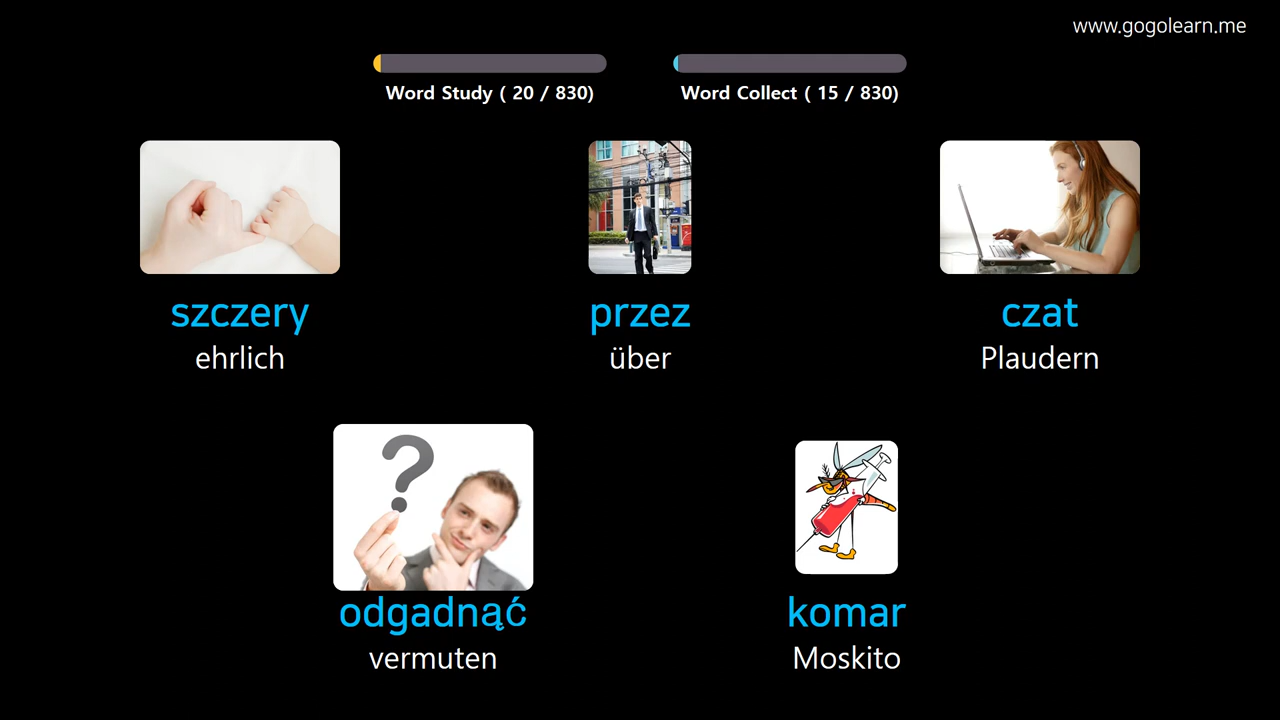 www.gogolearn.me
Word Study ( 20 / 830)
Word Collect ( 15 / 830)
szczery
ehrlich
przez
über
czat
Plaudern
odgadnąć
vermuten
komar
Moskito